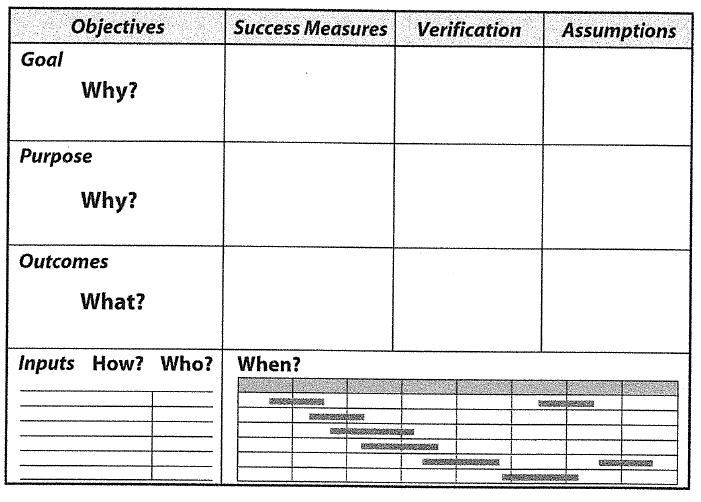 Objectives Success Measures Verification Assumptions
Goal
Why?
Purpose
Why?
Outcomes
What?
Inputs How? Who? When?